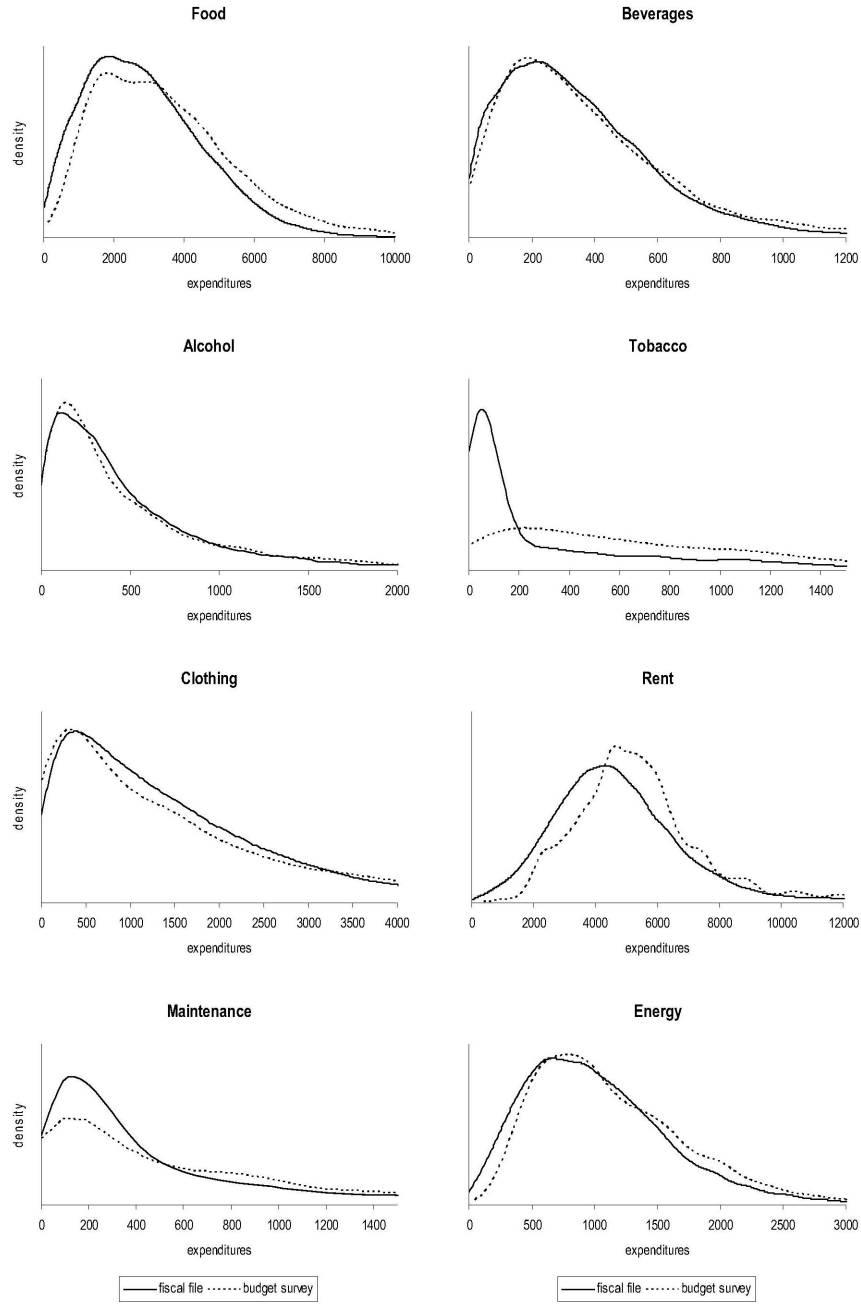 Food
Beverages
density
0 2000 4000 6000 8000 10000
expenditures
0 200 400 600 800 1000 1200
expenditures
Alcohol
Tobacco
density
0 500 1000 1500 2000
expenditures
0 200 400 600 800 1000 1200 1400
expenditures
Clothing
Rent
density
0 500 1000 1500 2000 2500 3000 3500 4000
expenditures
0 2000 4000 6000 8000 10000 12000
expenditures
Maintenance
Energy
density
0 200 400 600 800 1000 1200 1400
expenditures
0 500 1000 1500 2000 2500 3000
expenditures
fiscal file budget survey
fiscal file budget survey